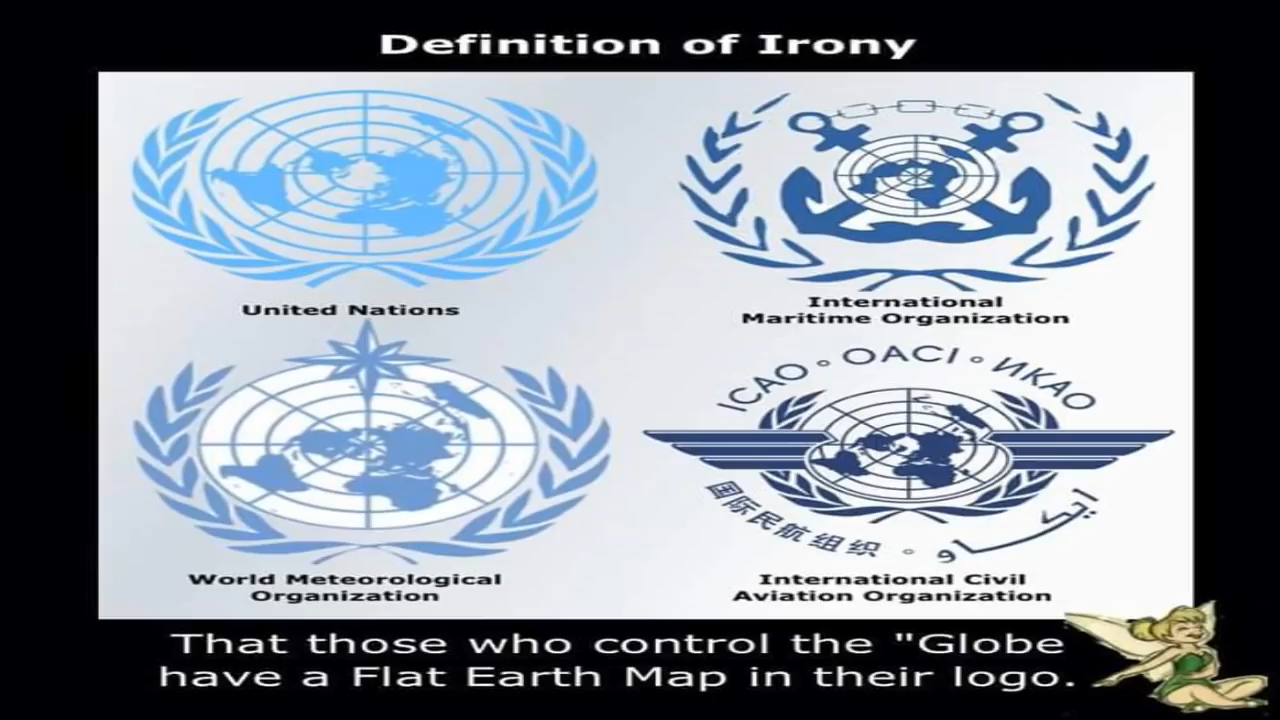 Definition of Irony
United Nations
International
Maritime Organization
ICAO ◦ OACI ◦ ИКАО
国际民航组织 ◦ ايكاو
World Meteorological
Organization
International Civil
Aviation Organization
That those who control the "Globe
have a Flat Earth Map in their logo.